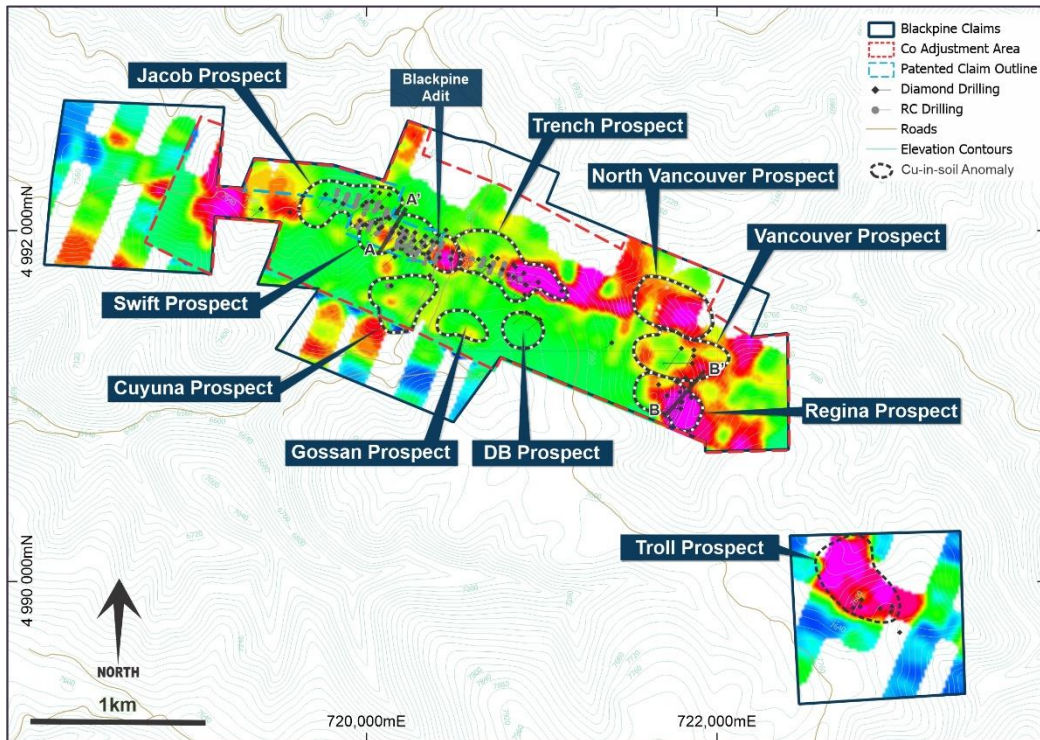 Blackpine Claims
Co Adjustment Area
Patented Claim Outline
Diamond Drilling
RC Drilling
Roads
Elevation Contours
Cu-in-soil Anomaly
Jacob Prospect
Blackpine
Adit
Trench Prospect
North Vancouver Prospect
Vancouver Prospect
A'
A
4 992 000mN
Swift Prospect
B'
B
Cuyuna Prospect
Regina Prospect
Gossan Prospect
DB Prospect
Troll Prospect
4 990 000mN
NORTH
1km
720,000mE
722,000mE